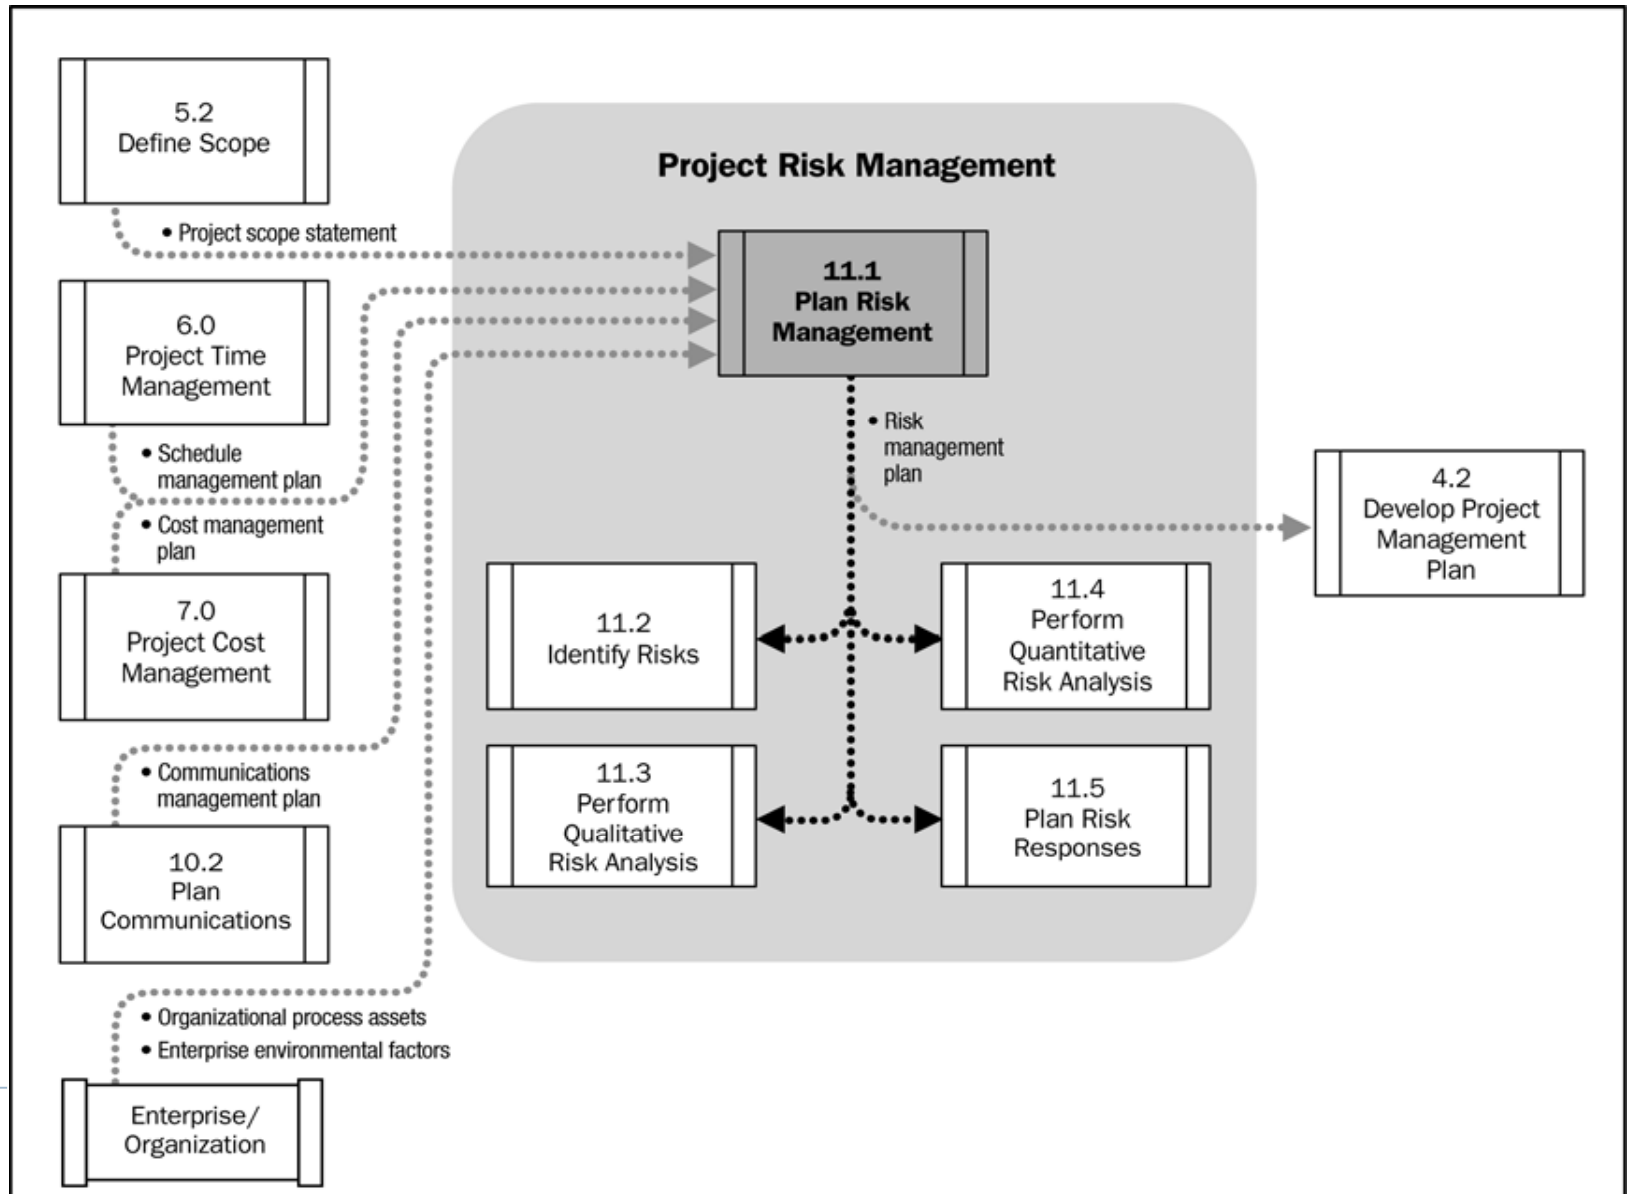 5.2
Define Scope
• Project scope statement
6.0
Project Time
Management
• Schedule
management plan
• Cost management
plan
7.0
Project Cost
Management
• Communications
management plan
10.2
Plan
Communications
• Organizational process assets
• Enterprise environmental factors
Enterprise/
Organization
Project Risk Management
11.1
Plan Risk
Management
• Risk
management
plan
11.2
Identify Risks
11.4
Perform
Quantitative
Risk Analysis
11.3
Perform
Qualitative
Risk Analysis
11.5
Plan Risk
Responses
4.2
Develop Project
Management
Plan